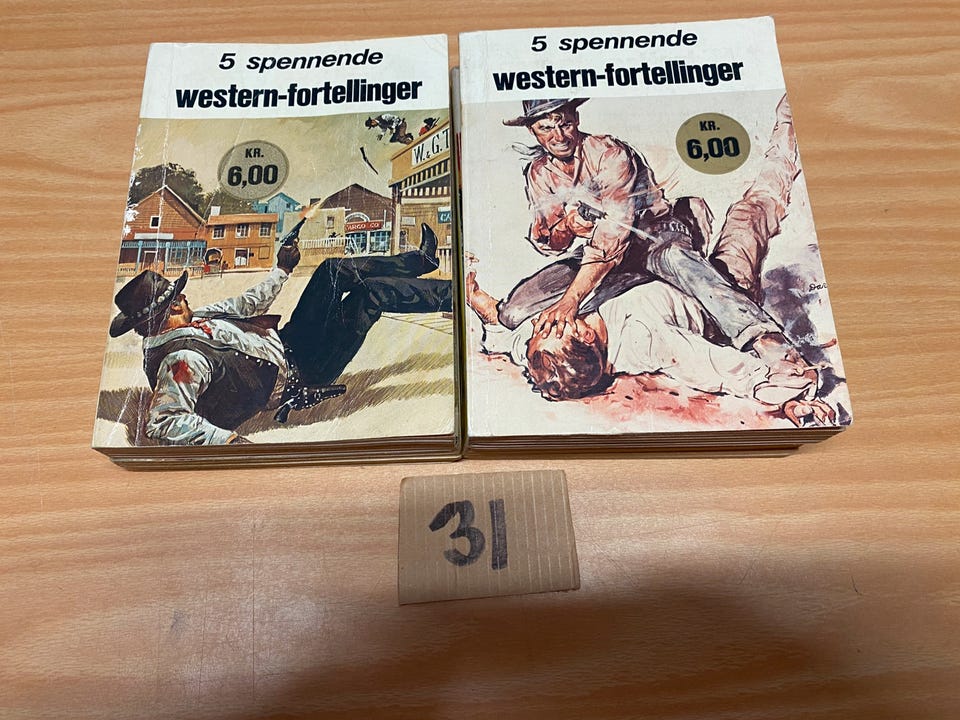 5 spennende
western-fortellinger
KR.
6,00
W. & G. T
5 spennende
western-fortellinger
KR.
6,00
31